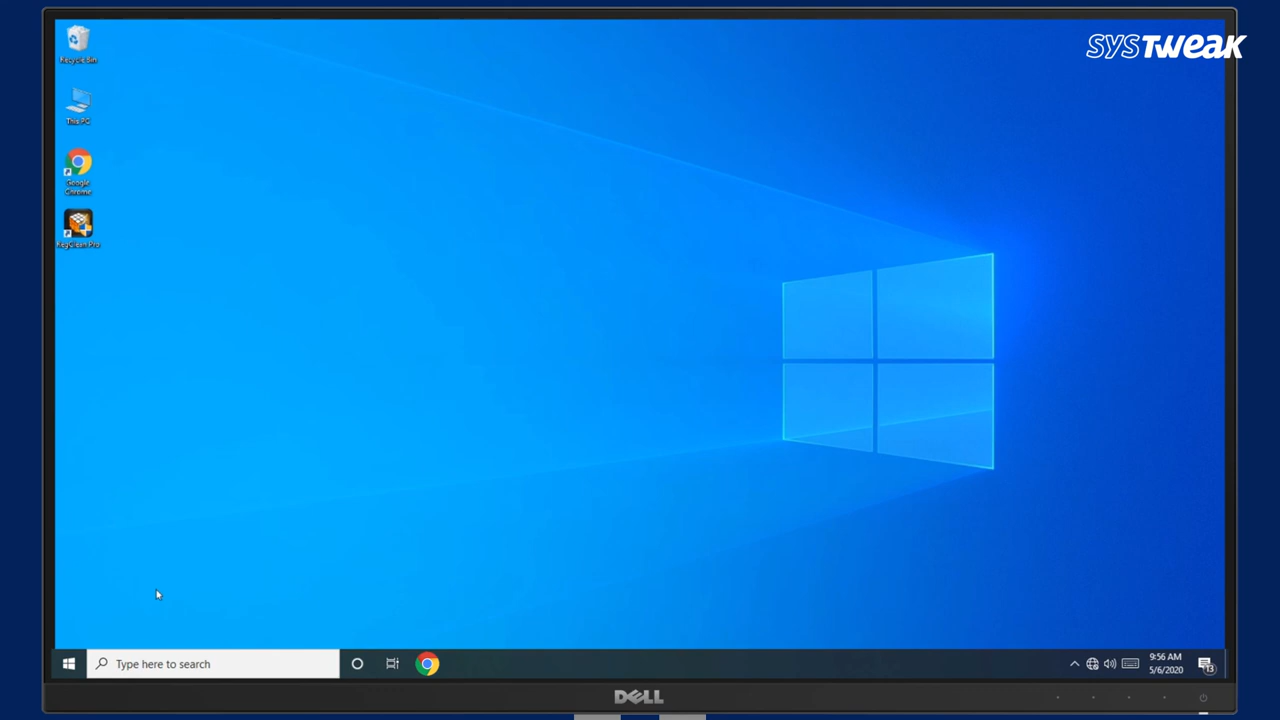 SYSTweak
Recycle Bin
This PC
Google
Chrome
RegClean Pro
Type here to search
9:56 AM
5/6/2020
13
DELL